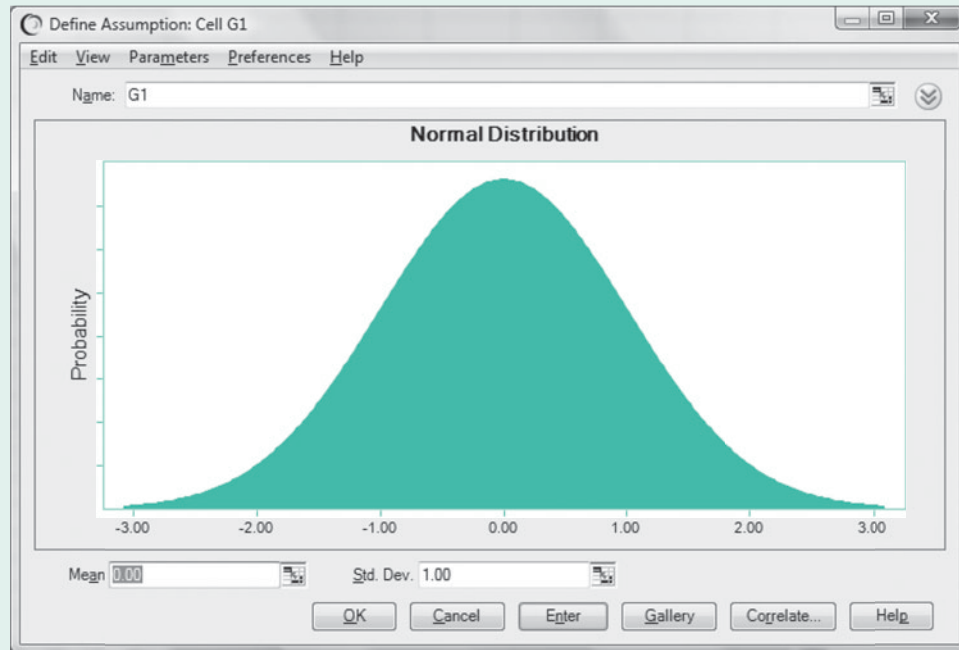 Define Assumption: Cell G1
Edit View Parameters Preferences Help
Name: G1
Normal Distribution
Probability
-3.00 -2.00 -1.00 0.00 1.00 2.00 3.00
Mean 0.00 Std. Dev. 1.00
OK Cancel Enter Gallery Correlate... Help